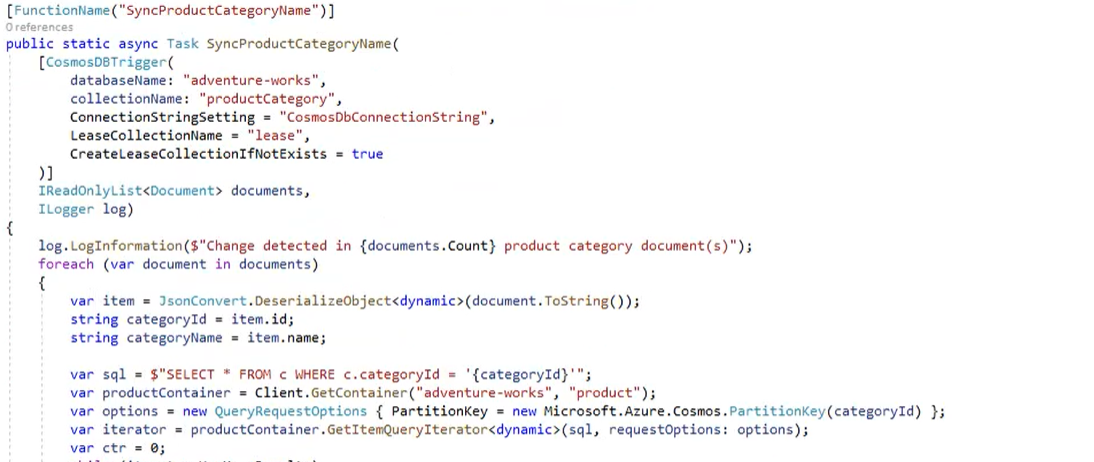 [FunctionName("SyncProductCategoryName")]
0 references
public static async Task SyncProductCategoryName(
[CosmosDBTrigger(
databaseName: "adventure-works",
collectionName: "productCategory",
ConnectionStringSetting = "CosmosDbConnectionString",
LeaseCollectionName = "lease",
CreateLeaseCollectionIfNotExists = true
)]
IReadOnlyList<Document> documents,
ILogger log)
{
log.LogInformation($"Change detected in {documents.Count} product category document(s)");
foreach (var document in documents)
{
var item = JsonConvert.DeserializeObject<dynamic>(document.ToString());
string categoryId = item.id;
string categoryName = item.name;
var sql = $"SELECT * FROM c WHERE c.categoryId = '{categoryId}'";
var productContainer = Client.GetContainer("adventure-works", "product");
var options = new QueryRequestOptions { PartitionKey = new Microsoft.Azure.Cosmos.PartitionKey(categoryId) };
var iterator = productContainer.GetItemQueryIterator<dynamic>(sql, requestOptions: options);
var ctr = 0;